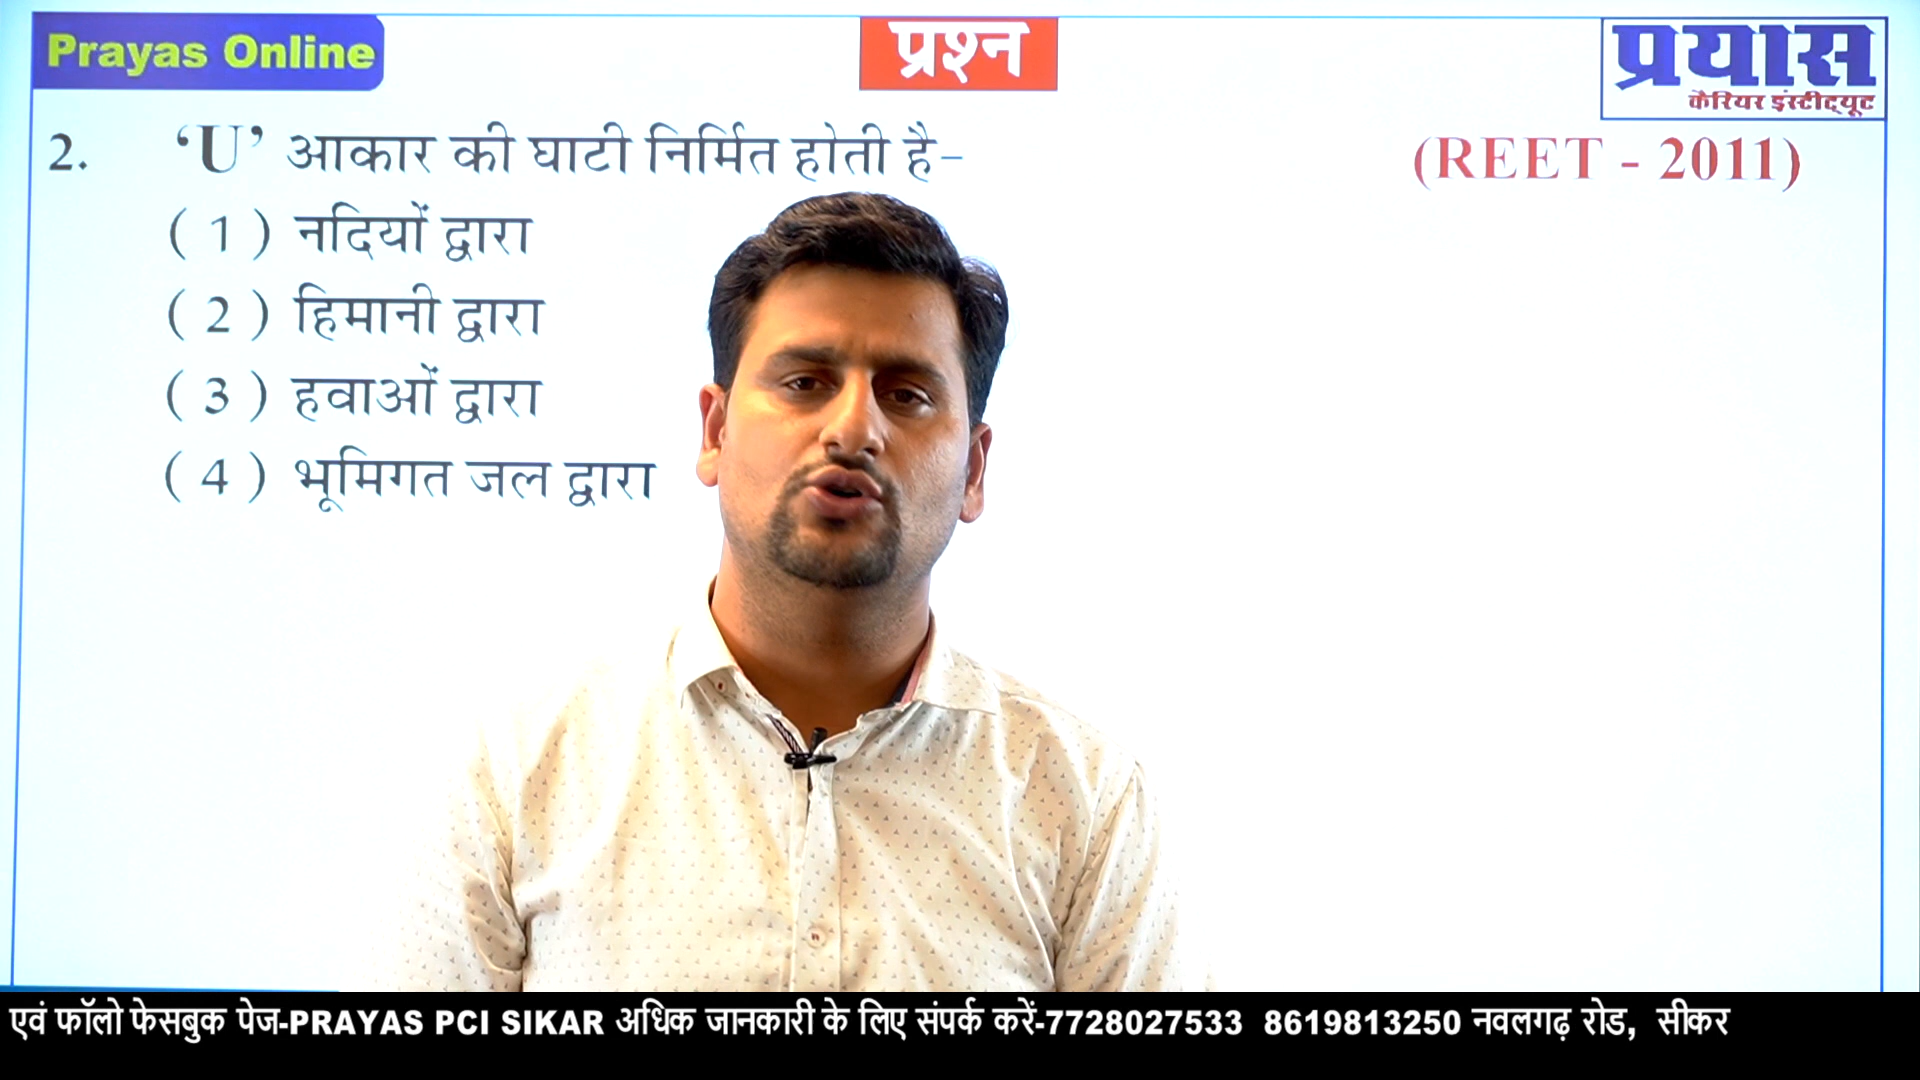 Prayas Online
प्रश्न
प्रयास
कैरियर इंस्टीट्यूट
2. ‘U’ आकार की घाटी निर्मित होती है- (REET - 2011)
( 1 ) नदियों द्वारा
( 2 ) हिमानी द्वारा
( 3 ) हवाओं द्वारा
( 4 ) भूमिगत जल द्वारा
एवं फॉलो फेसबुक पेज-PRAYAS PCI SIKAR अधिक जानकारी के लिए संपर्क करें-7728027533 8619813250 नवलगढ़ रोड, सीकर